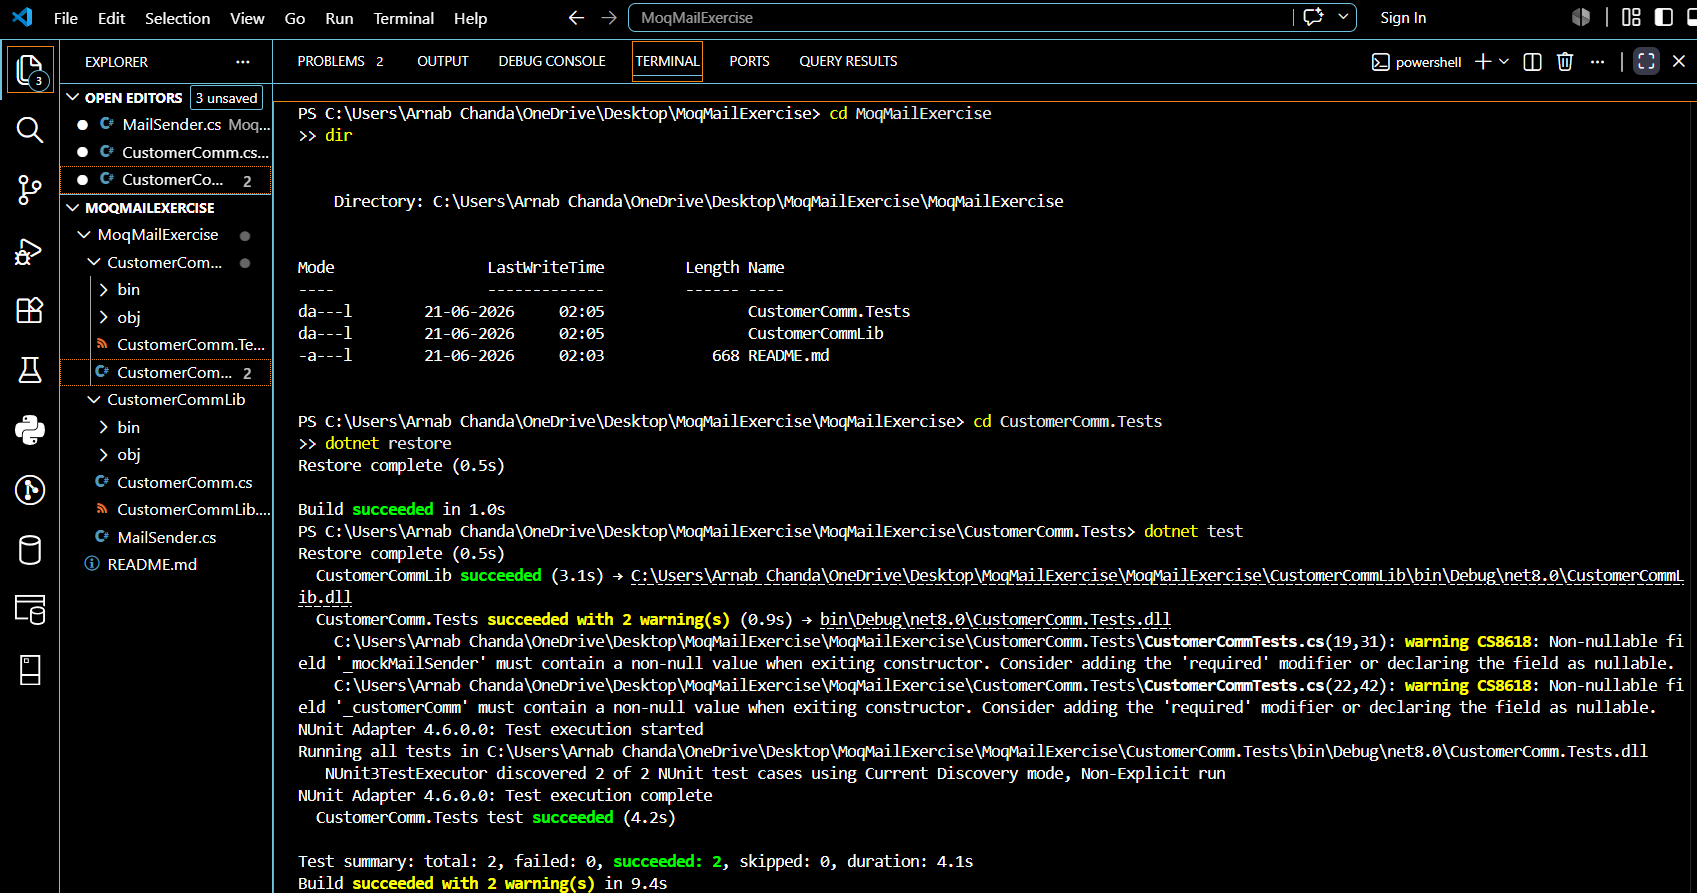 File Edit Selection View Go Run Terminal Help
MoqMailExercise
Sign In
EXPLORER
3
OPEN EDITORS 3 unsaved
MailSender.cs Moq...
CustomerComm.cs...
CustomerCo... 2
MOQMAILEXERCISE
MoqMailExercise
CustomerCom...
bin
obj
CustomerComm.Te...
CustomerCom... 2
CustomerCommLib
bin
obj
CustomerComm.cs
CustomerCommLib....
MailSender.cs
README.md
PROBLEMS 2 OUTPUT DEBUG CONSOLE TERMINAL PORTS QUERY RESULTS
powershell
PS C:\Users\Arnab Chanda\OneDrive\Desktop\MoqMailExercise> cd MoqMailExercise
>> dir
Directory: C:\Users\Arnab Chanda\OneDrive\Desktop\MoqMailExercise\MoqMailExercise
Mode LastWriteTime Length Name
---- ------------- ------ ----
da---l 21-06-2026 02:05 CustomerComm.Tests
da---l 21-06-2026 02:05 CustomerCommLib
-a---l 21-06-2026 02:03 668 README.md
PS C:\Users\Arnab Chanda\OneDrive\Desktop\MoqMailExercise\MoqMailExercise> cd CustomerComm.Tests
>> dotnet restore
Restore complete (0.5s)
Build succeeded in 1.0s
PS C:\Users\Arnab Chanda\OneDrive\Desktop\MoqMailExercise\MoqMailExercise\CustomerComm.Tests> dotnet test
Restore complete (0.5s)
CustomerCommLib succeeded (3.1s) → C:\Users\Arnab Chanda\OneDrive\Desktop\MoqMailExercise\MoqMailExercise\CustomerCommLib\bin\Debug\net8.0\CustomerCommL
ib.dll
CustomerComm.Tests succeeded with 2 warning(s) (0.9s) → bin\Debug\net8.0\CustomerComm.Tests.dll
C:\Users\Arnab Chanda\OneDrive\Desktop\MoqMailExercise\MoqMailExercise\CustomerComm.Tests\CustomerCommTests.cs(19,31): warning CS8618: Non-nullable fi
eld '_mockMailSender' must contain a non-null value when exiting constructor. Consider adding the 'required' modifier or declaring the field as nullable.
C:\Users\Arnab Chanda\OneDrive\Desktop\MoqMailExercise\MoqMailExercise\CustomerComm.Tests\CustomerCommTests.cs(22,42): warning CS8618: Non-nullable fi
eld '_customerComm' must contain a non-null value when exiting constructor. Consider adding the 'required' modifier or declaring the field as nullable.
NUnit Adapter 4.6.0.0: Test execution started
Running all tests in C:\Users\Arnab Chanda\OneDrive\Desktop\MoqMailExercise\MoqMailExercise\CustomerComm.Tests\bin\Debug\net8.0\CustomerComm.Tests.dll
NUnit3TestExecutor discovered 2 of 2 NUnit test cases using Current Discovery mode, Non-Explicit run
NUnit Adapter 4.6.0.0: Test execution complete
CustomerComm.Tests test succeeded (4.2s)
Test summary: total: 2, failed: 0, succeeded: 2, skipped: 0, duration: 4.1s
Build succeeded with 2 warning(s) in 9.4s